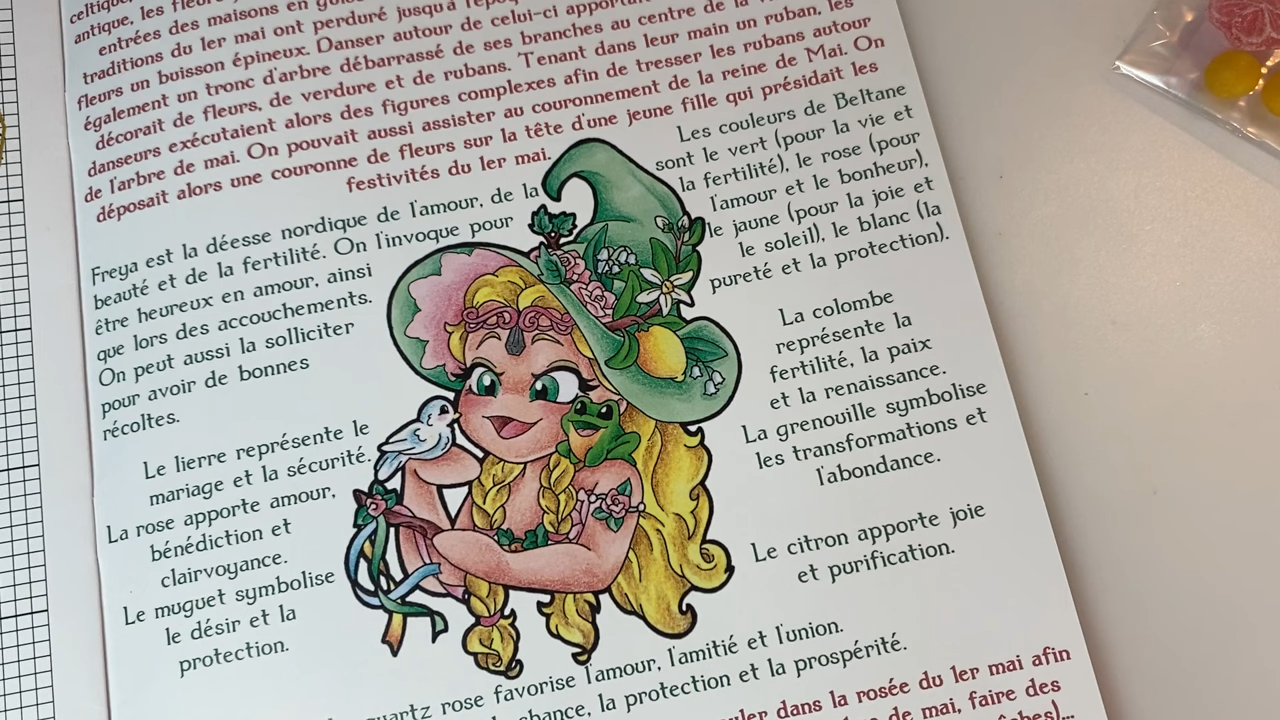 celtique
antique, les fleurs
entrées des maisons en
traditions du 1er mai ont perduré jusqu'à
fleurs un buisson épineux. Danser autour de celui-ci
également un tronc d'arbre débarrassé de ses branches au centre de la
décorait de fleurs, de verdure et de rubans. Tenant dans leur main un ruban, les
danseurs exécutaient alors des figures complexes afin de tresser les rubans autour
de l'arbre de mai. On pouvait aussi assister au couronnement de la reine de Mai. On
déposait alors une couronne de fleurs sur la tête d'une jeune fille qui présidait les
festivités du 1er mai.
Freya est la déesse nordique de l'amour, de la
beauté et de la fertilité. On l'invoque pour
être heureux en amour, ainsi
que lors des accouchements.
On peut aussi la solliciter
pour avoir de bonnes
récoltes.
Les couleurs de Beltane
sont le vert (pour la vie et
la fertilité), le rose (pour
l'amour et le bonheur),
le jaune (pour la joie et
le soleil), le blanc (la
pureté et la protection).
Le lierre représente le
mariage et la sécurité.
La rose apporte amour,
bénédiction et
clairvoyance.
Le muguet symbolise
le désir et la
protection.
La colombe
représente la
fertilité, la paix
et la renaissance.
La grenouille symbolise
les transformations et
l'abondance.
Le citron apporte joie
et purification.
quartz rose favorise l'amour, l'amitié et l'union.
chance, la protection et la prospérité.
dans la rosée du 1er mai afin
de mai, faire des